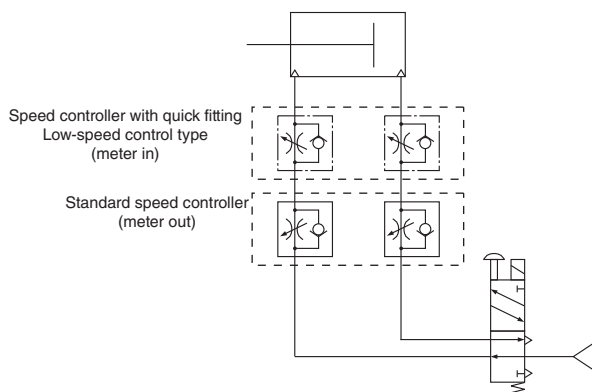 Speed controller with quick fitting
Low-speed control type
(meter in)
Standard speed controller
(meter out)